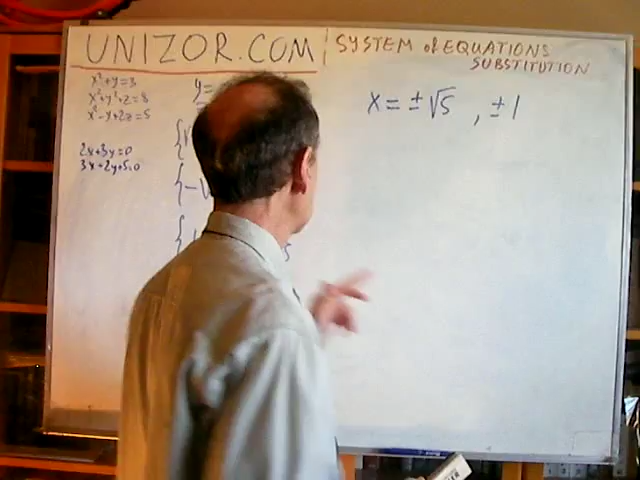 UNIZOR.COM
SYSTEM of EQUATIONS
SUBSTITUTION
x²+y=3
x²+y²+z=8
x²-y+2z=5
2x+3y=0
3x+2y+5=0
y=
x = ±√5 , ±1